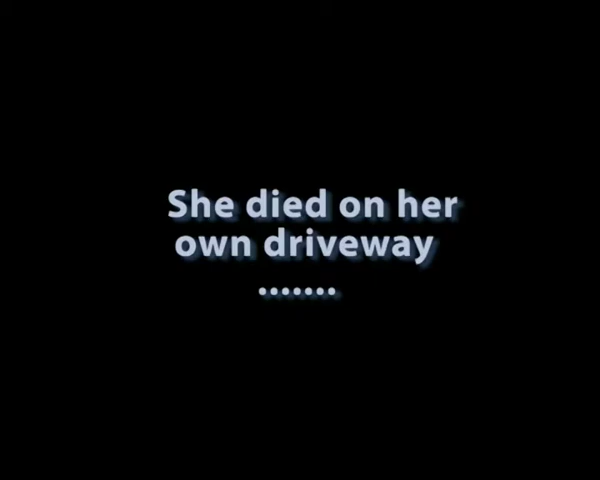 She died on her
own driveway
.......